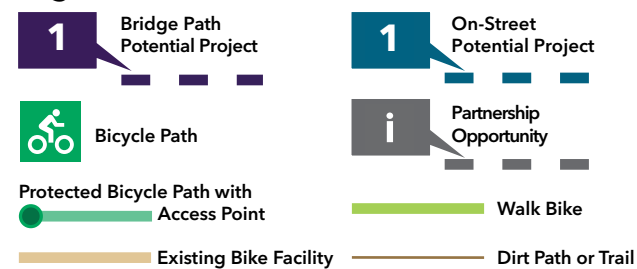 1
Bridge Path
Potential Project
1
On-Street
Potential Project
Bicycle Path
i
Partnership
Opportunity
Protected Bicycle Path with
Access Point
Walk Bike
Existing Bike Facility
Dirt Path or Trail